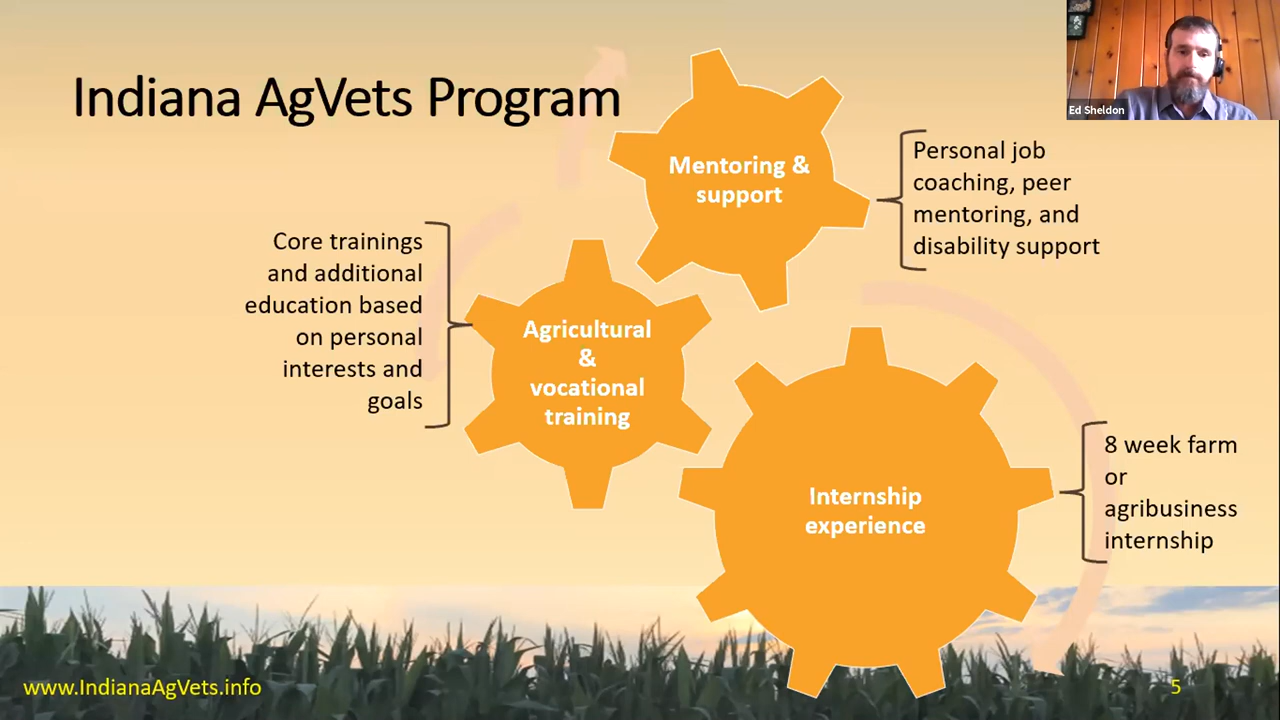 Indiana AgVets Program
Ed Sheldon
Mentoring &
support
Personal job
coaching, peer
mentoring, and
disability support
Core trainings
and additional
education based
on personal
interests and
goals
Agricultural
&
vocational
training
Internship
experience
8 week farm
or
agribusiness
internship
www.IndianaAgVets.info
5